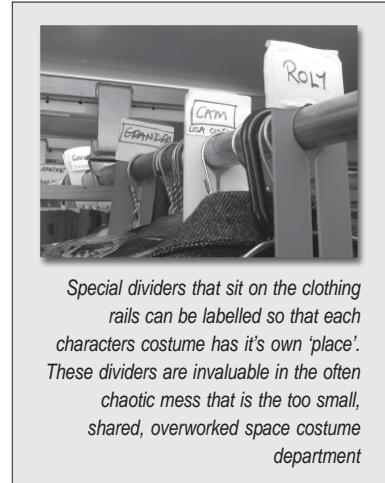 ROLY
CAM
USA
GRANDPA
Special dividers that sit on the clothing
rails can be labelled so that each
characters costume has it's own ‘place’.
These dividers are invaluable in the often
chaotic mess that is the too small,
shared, overworked space costume
department